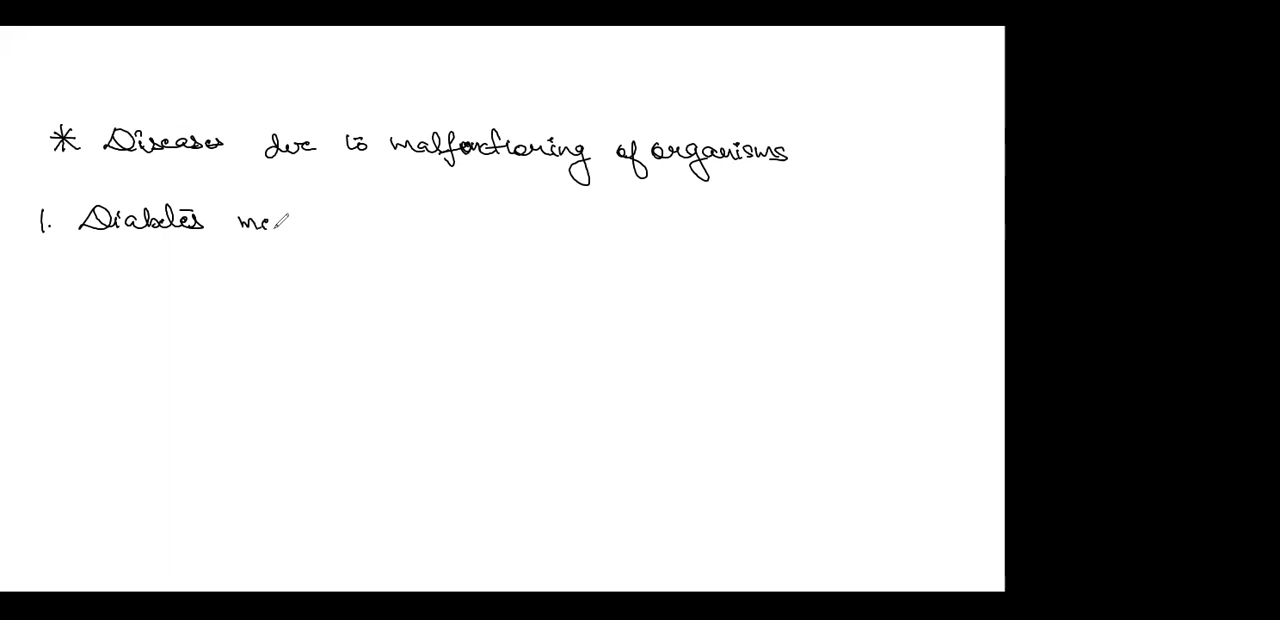 * Diseases due to malfunctioning of organisms
1. Diabetes me